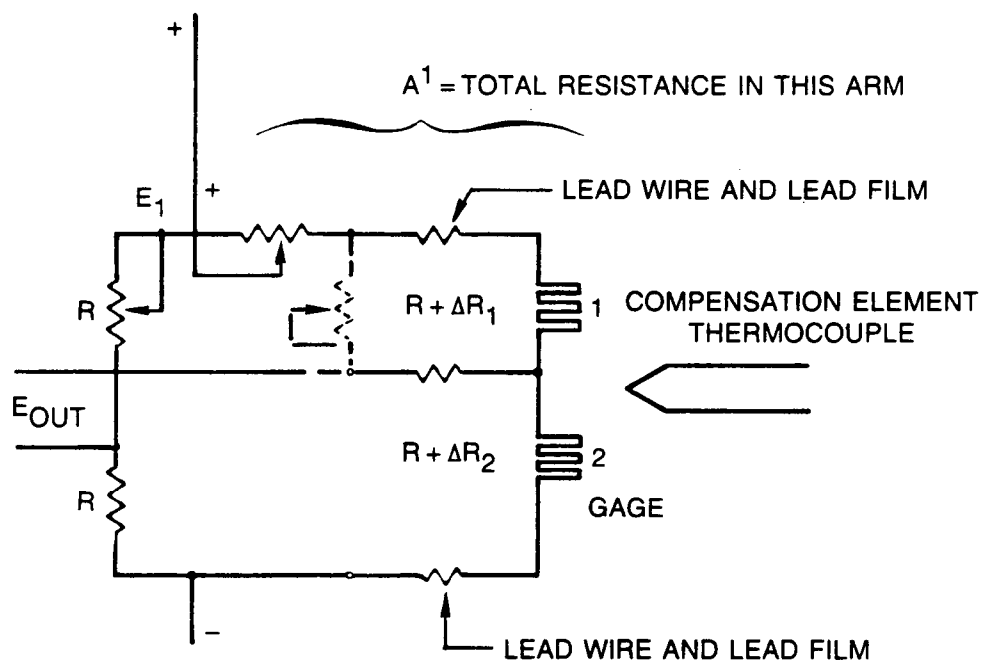 +
A¹ = TOTAL RESISTANCE IN THIS ARM
E₁
+
LEAD WIRE AND LEAD FILM
R
R + ΔR₁
1
COMPENSATION ELEMENT
THERMOCOUPLE
E_OUT
R + ΔR₂
2
R
GAGE
–
LEAD WIRE AND LEAD FILM